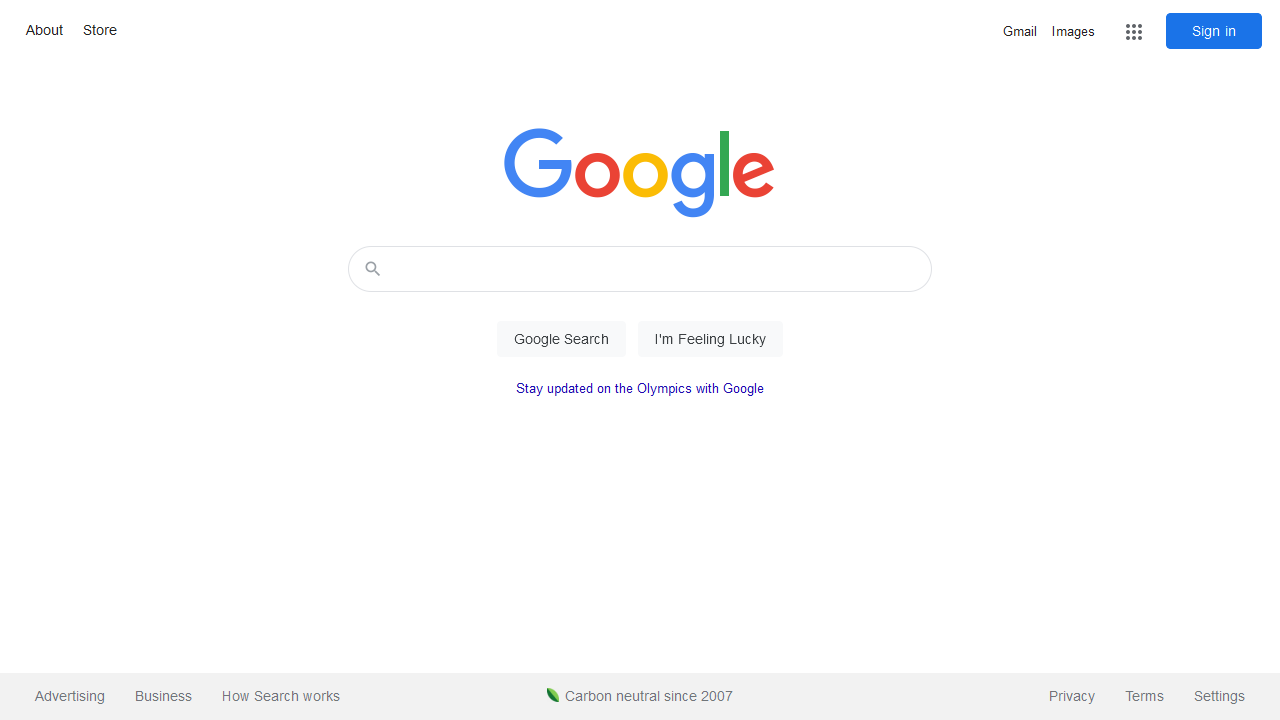 About Store
Gmail Images Sign in
Google
Google Search I'm Feeling Lucky
Stay updated on the Olympics with Google
Advertising Business How Search works Carbon neutral since 2007 Privacy Terms Settings